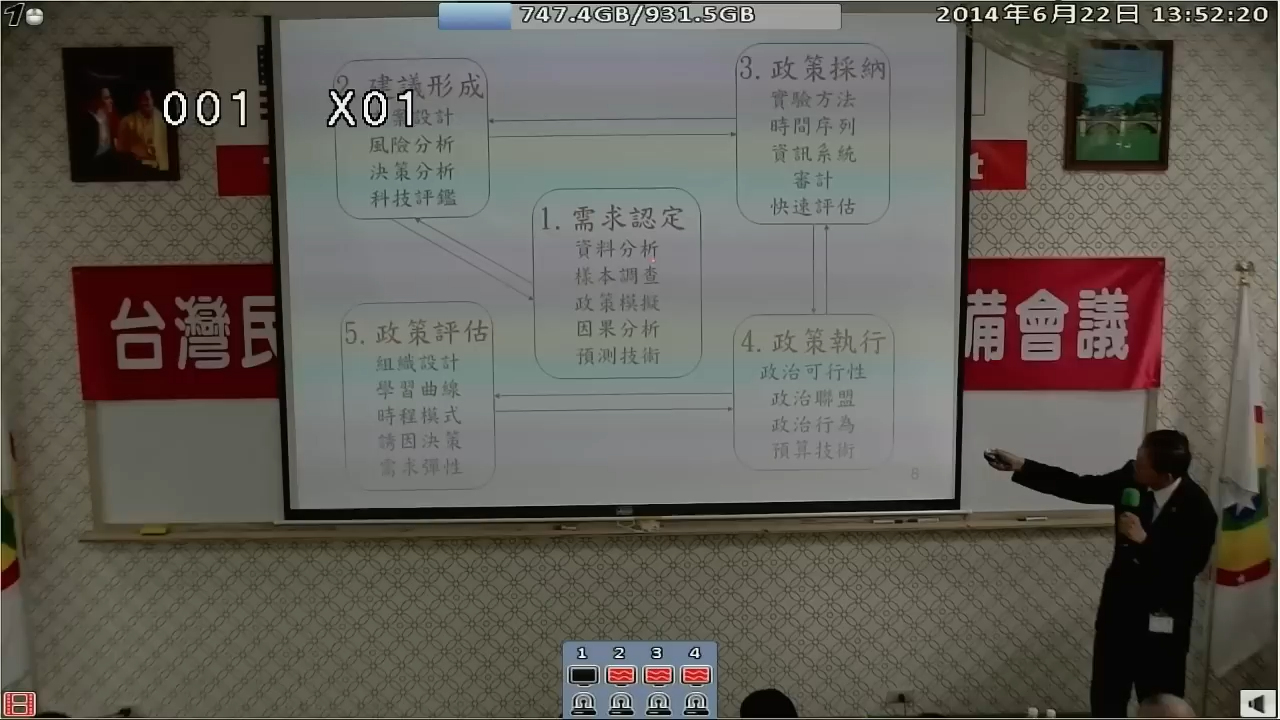 747.4GB/931.5GB
2014年6月22日 13:52:20
001 X01
2. 建議形成
方案設計
風險分析
決策分析
科技評鑑
3. 政策採納
實驗方法
時間序列
資訊系統
審計
快速評估
1. 需求認定
資料分析
樣本調查
政策模擬
因果分析
預測技術
5. 政策評估
組織設計
學習曲線
時程模式
誘因決策
需求彈性
4. 政策執行
政治可行性
政治聯盟
政治行為
預算技術
8
t
台灣民
備會議
1 2 3 4